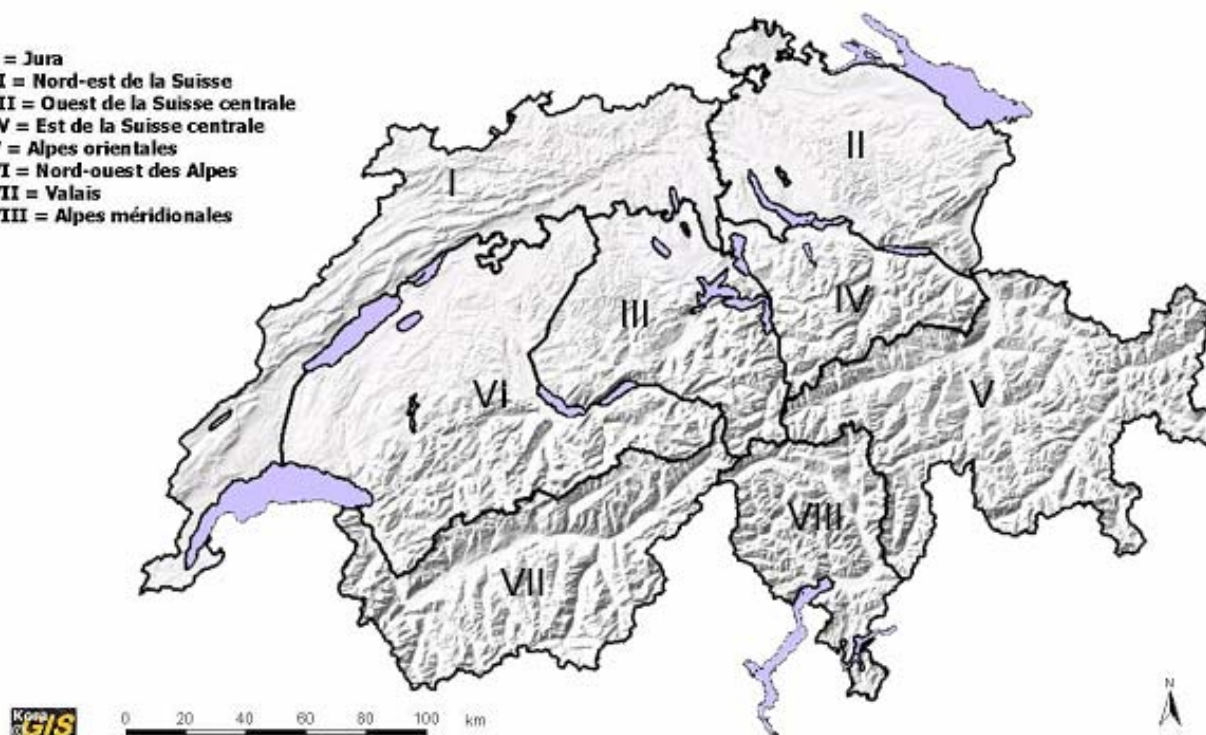 = Jura
I = Nord-est de la Suisse
II = Ouest de la Suisse centrale
V = Est de la Suisse centrale
= Alpes orientales
I = Nord-ouest des Alpes
II = Valais
III = Alpes méridionales
I
II
III
IV
V
VI
VII
VIII
Kora
GIS
0 20 40 60 80 100 km
N